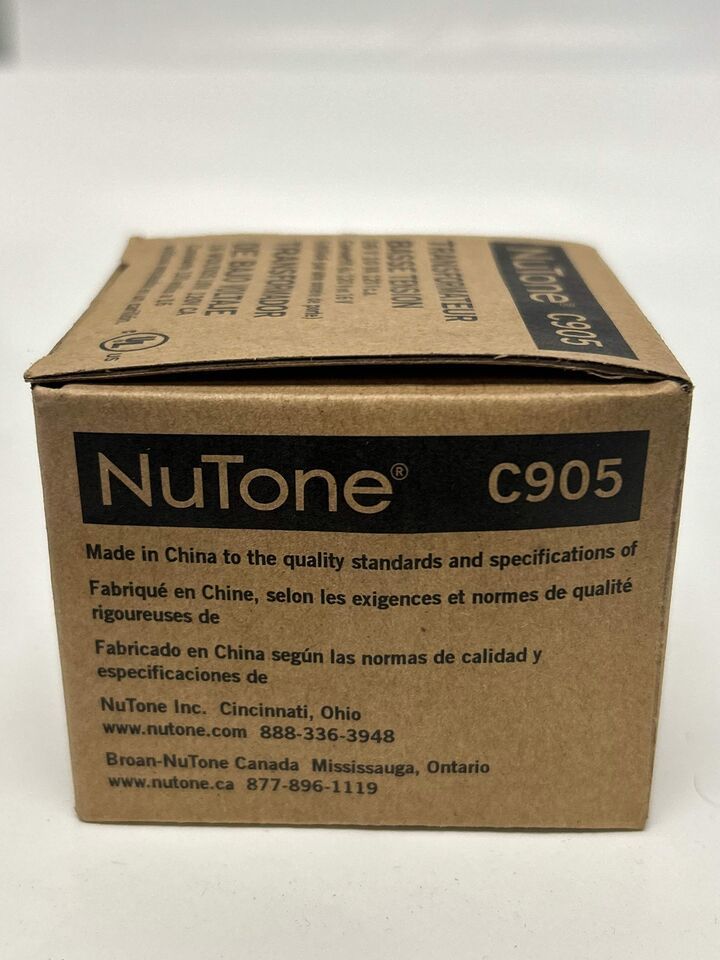 NuTone® C905
TRANSFORMATEUR
BASSE TENSION
TRANSFORMADOR
DE BAJO VOLTAJE
UL US
NuTone® C905
Made in China to the quality standards and specifications of
Fabriqué en Chine, selon les exigences et normes de qualité
rigoureuses de
Fabricado en China según las normas de calidad y
especificaciones de
NuTone Inc. Cincinnati, Ohio
www.nutone.com 888-336-3948
Broan-NuTone Canada Mississauga, Ontario
www.nutone.ca 877-896-1119